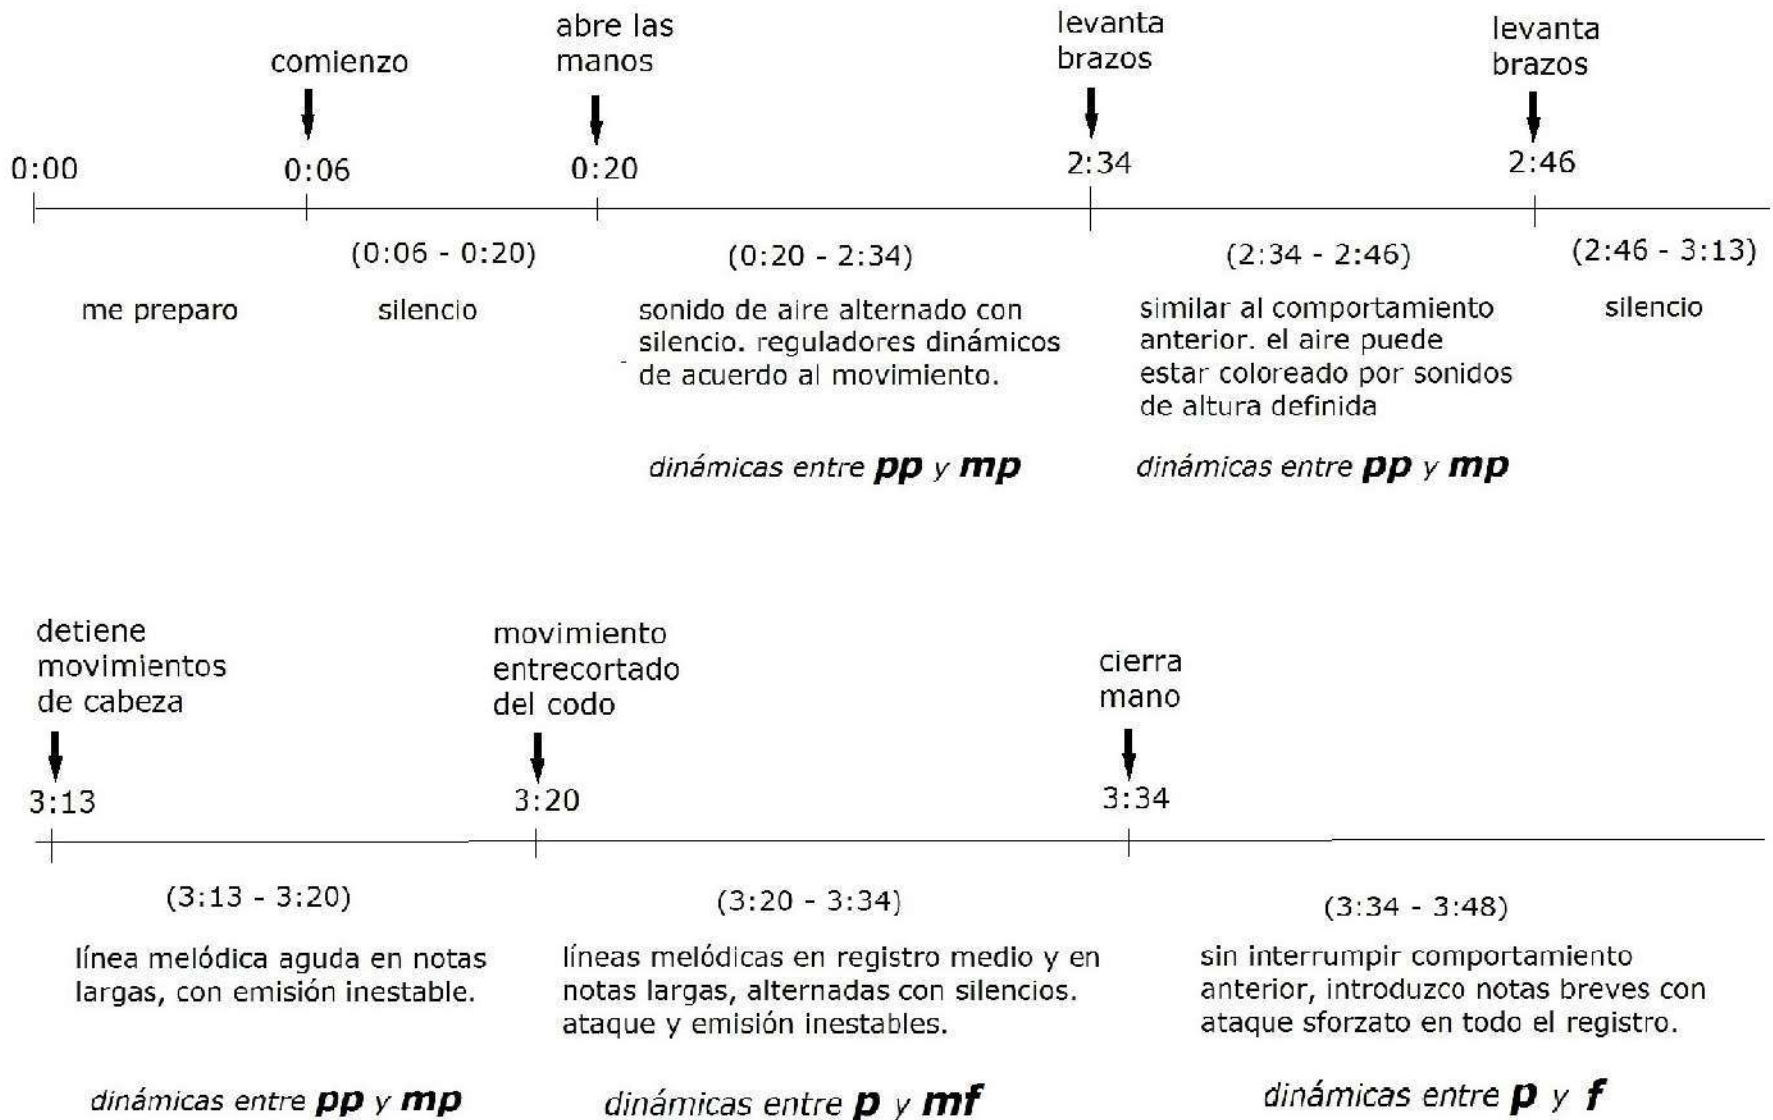 comienzo
abre las
manos
levanta
brazos
levanta
brazos
0:00
0:06
0:20
2:34
2:46
(0:06 - 0:20)
(0:20 - 2:34)
(2:34 - 2:46)
(2:46 - 3:13)
me preparo
silencio
sonido de aire alternado con
silencio. reguladores dinámicos
de acuerdo al movimiento.
dinámicas entre pp y mp
similar al comportamiento
anterior. el aire puede
estar coloreado por sonidos
de altura definida
dinámicas entre pp y mp
silencio
detiene
movimientos
de cabeza
movimiento
entrecortado
del codo
cierra
mano
3:13
3:20
3:34
(3:13 - 3:20)
línea melódica aguda en notas
largas, con emisión inestable.
dinámicas entre pp y mp
(3:20 - 3:34)
líneas melódicas en registro medio y en
notas largas, alternadas con silencios.
ataque y emisión inestables.
dinámicas entre p y mf
(3:34 - 3:48)
sin interrumpir comportamiento
anterior, introduzco notas breves con
ataque sforzato en todo el registro.
dinámicas entre p y f